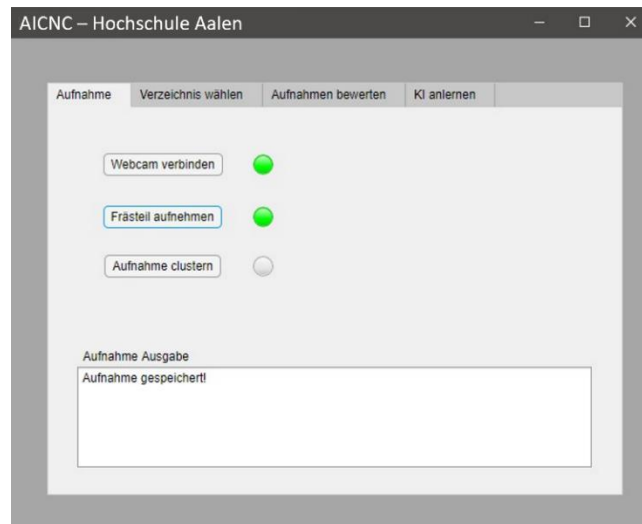 AICNC – Hochschule Aalen
Aufnahme Verzeichnis wählen Aufnahmen bewerten KI anlernen
Webcam verbinden
Frästeil aufnehmen
Aufnahme clustern
Aufnahme Ausgabe
Aufnahme gespeichert!